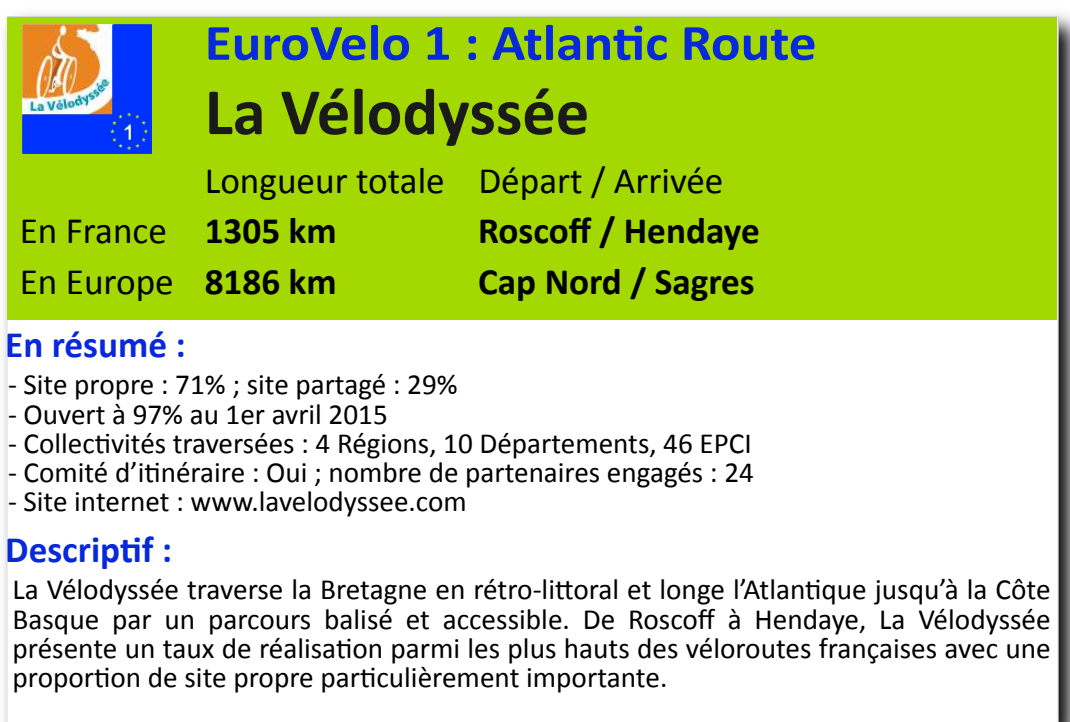 La Vélodyssée
1
EuroVelo 1 : Atlantic Route
La Vélodyssée
Longueur totale Départ / Arrivée
En France 1305 km Roscoff / Hendaye
En Europe 8186 km Cap Nord / Sagres
En résumé :
- Site propre : 71% ; site partagé : 29%
- Ouvert à 97% au 1er avril 2015
- Collectivités traversées : 4 Régions, 10 Départements, 46 EPCI
- Comité d'itinéraire : Oui ; nombre de partenaires engagés : 24
- Site internet : www.lavelodyssee.com
Descriptif :
La Vélodyssée traverse la Bretagne en rétro-littoral et longe l'Atlantique jusqu'à la Côte
Basque par un parcours balisé et accessible. De Roscoff à Hendaye, La Vélodyssée
présente un taux de réalisation parmi les plus hauts des véloroutes françaises avec une
proportion de site propre particulièrement importante.